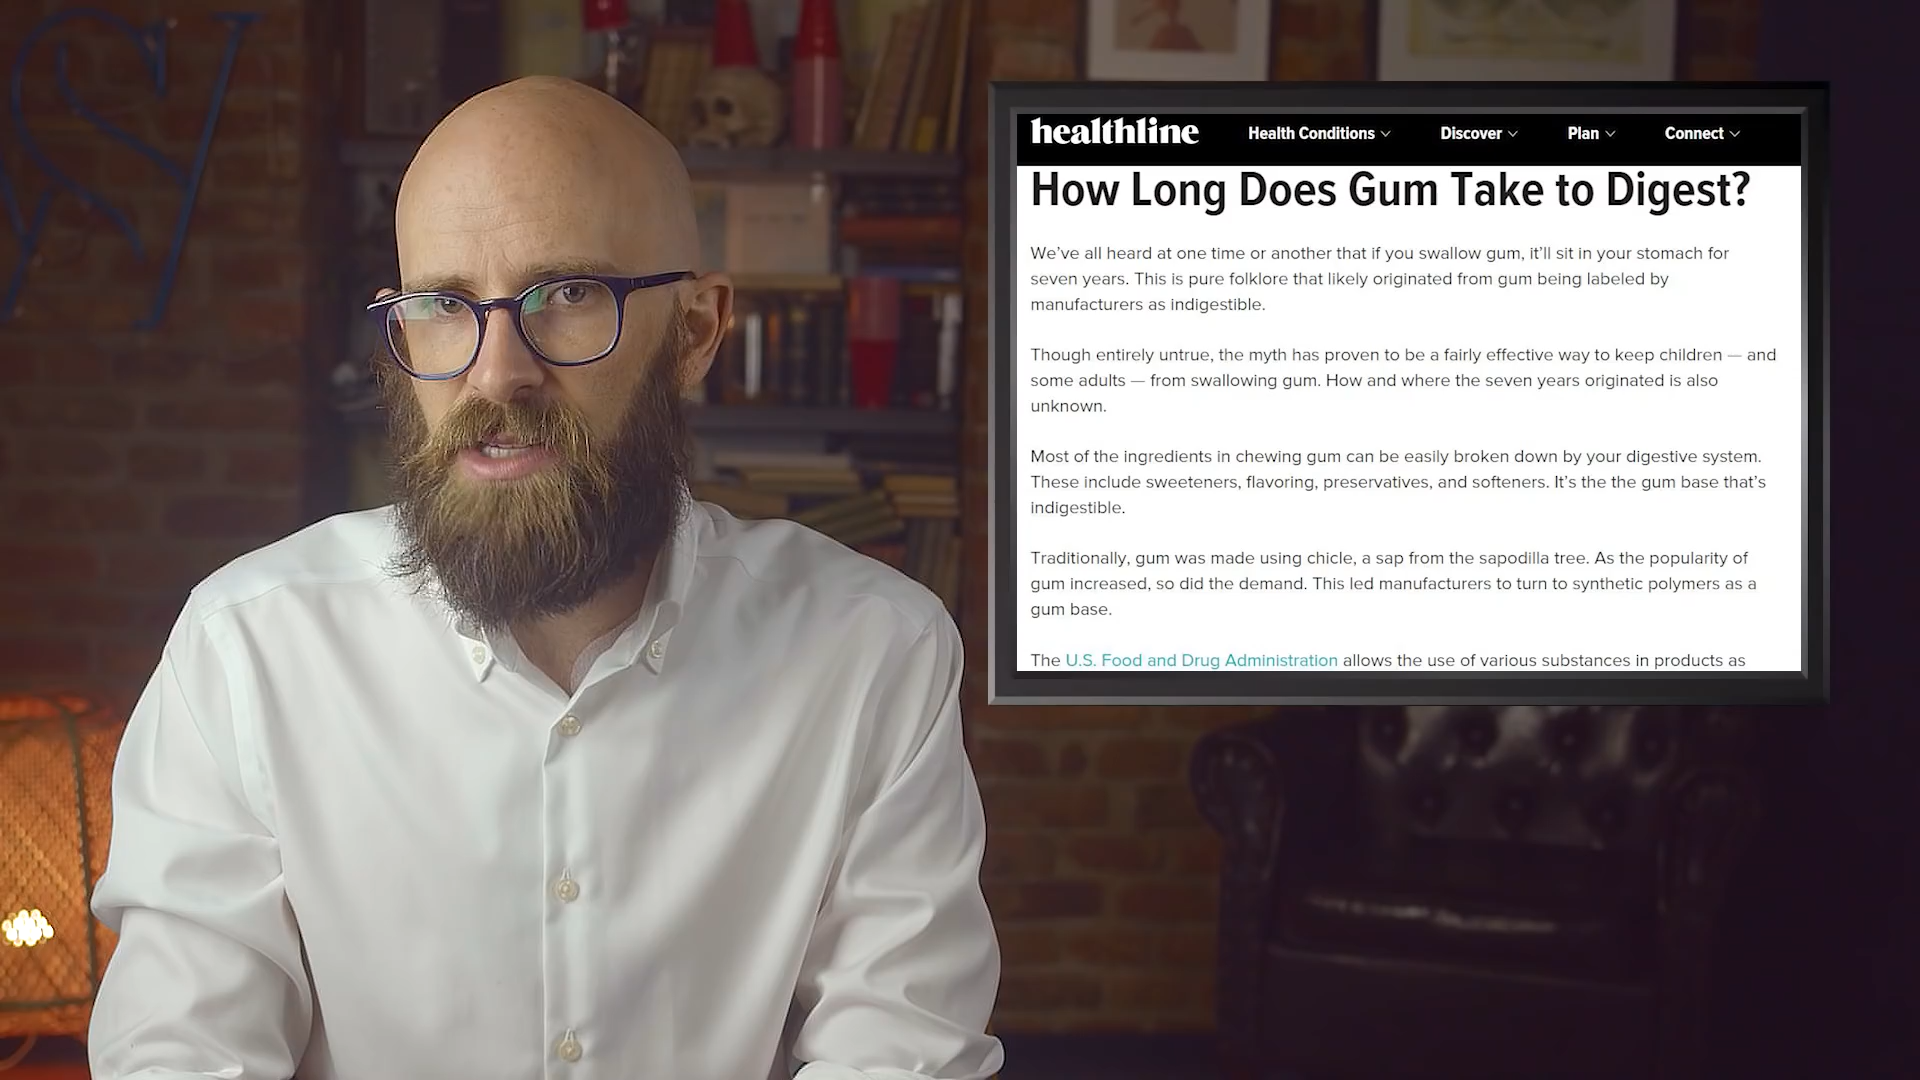 healthline
Health Conditions
Discover
Plan
Connect
How Long Does Gum Take to Digest?
We've all heard at one time or another that if you swallow gum, it'll sit in your stomach for
seven years. This is pure folklore that likely originated from gum being labeled by
manufacturers as indigestible.
Though entirely untrue, the myth has proven to be a fairly effective way to keep children — and
some adults — from swallowing gum. How and where the seven years originated is also
unknown.
Most of the ingredients in chewing gum can be easily broken down by your digestive system.
These include sweeteners, flavoring, preservatives, and softeners. It's the the gum base that's
indigestible.
Traditionally, gum was made using chicle, a sap from the sapodilla tree. As the popularity of
gum increased, so did the demand. This led manufacturers to turn to synthetic polymers as a
gum base.
The U.S. Food and Drug Administration allows the use of various substances in products as